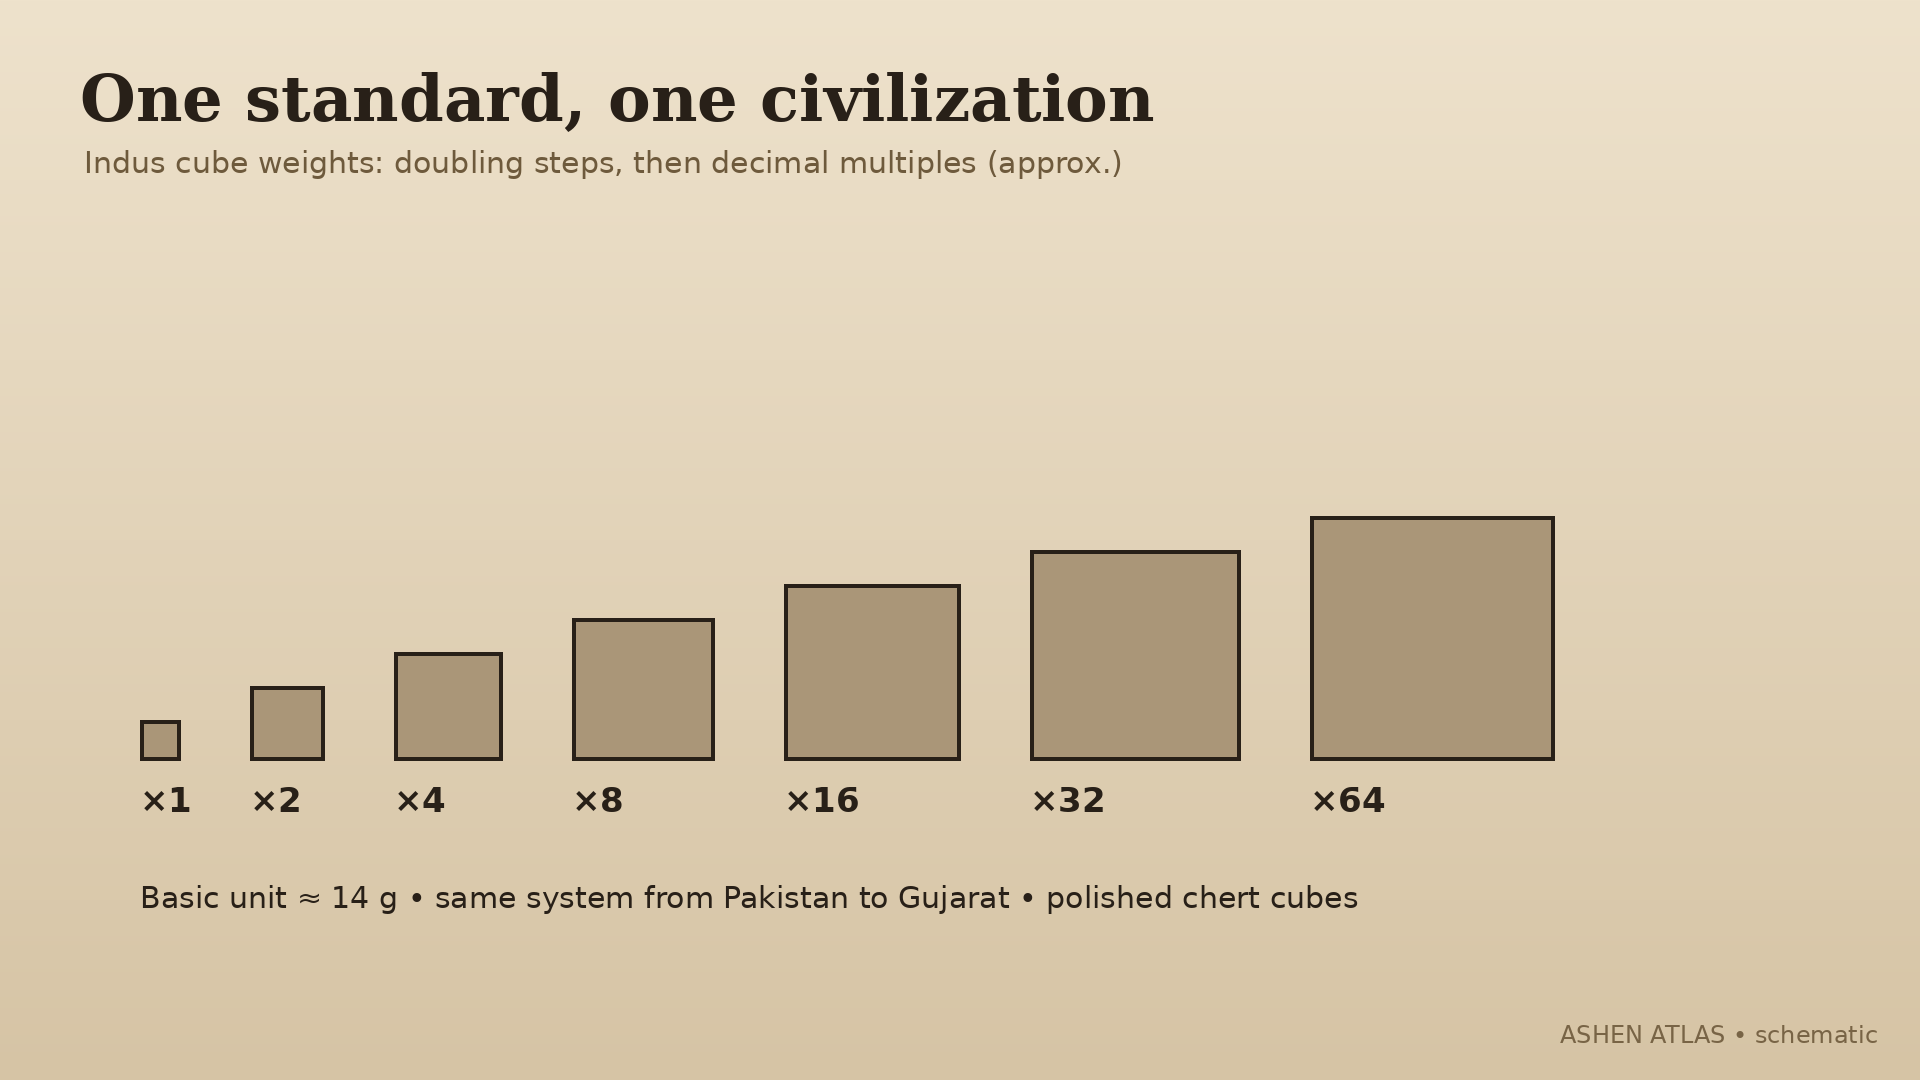 One standard, one civilization
Indus cube weights: doubling steps, then decimal multiples (approx.)
×1 ×2 ×4 ×8 ×16 ×32 ×64
Basic unit ≈ 14 g • same system from Pakistan to Gujarat • polished chert cubes
ASHEN ATLAS • schematic